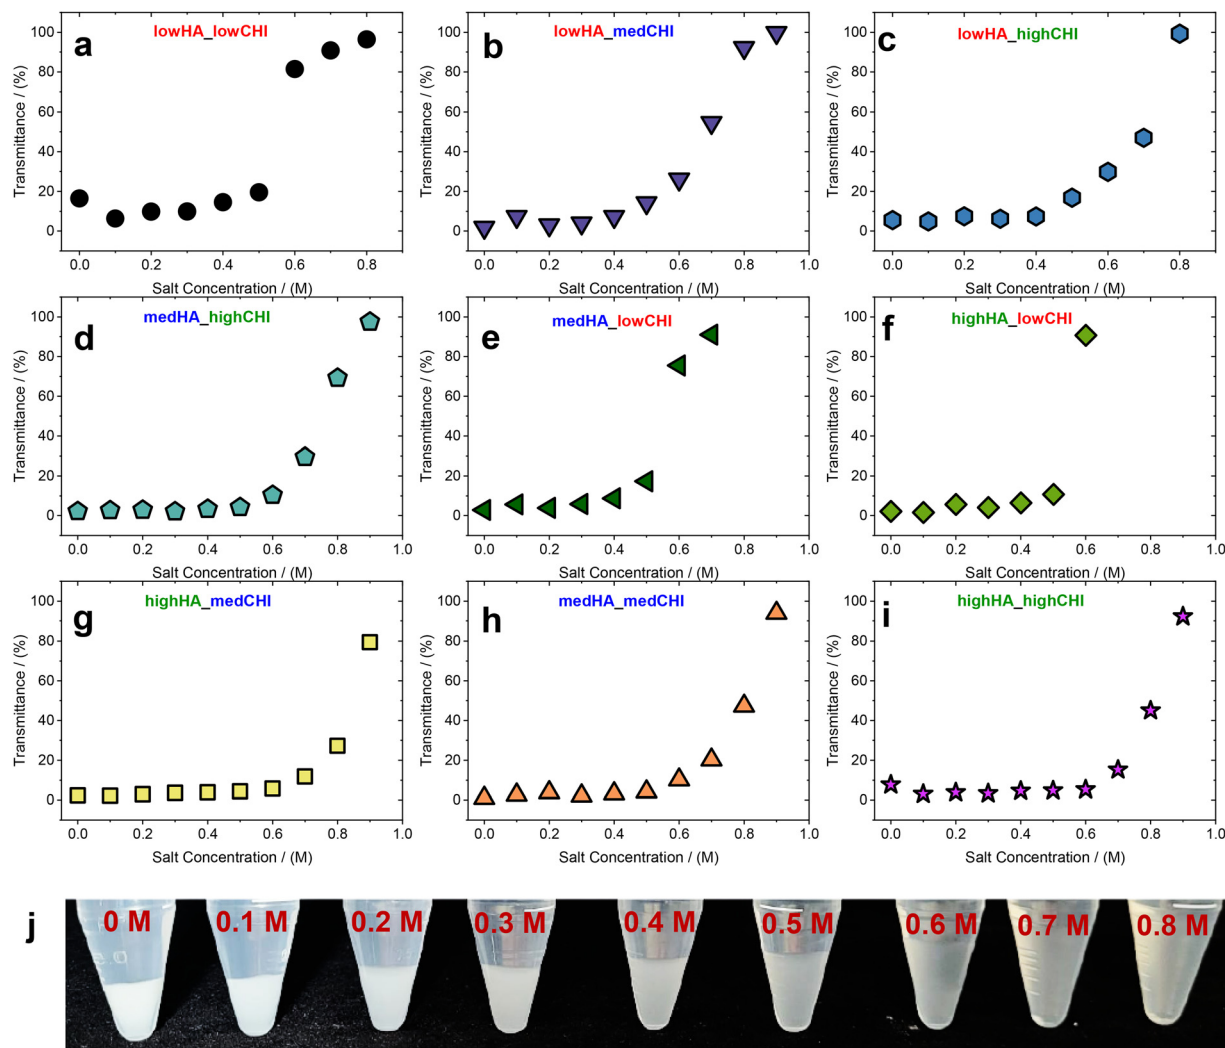 a
lowHA_lowCHI
Transmittance / (%)
100
80
60
40
20
0
0.0 0.2 0.4 0.6 0.8
Salt Concentration / (M)
b
lowHA_medCHI
Transmittance / (%)
100
80
60
40
20
0
0.0 0.2 0.4 0.6 0.8 1.0
Salt Concentration / (M)
c
lowHA_highCHI
Transmittance / (%)
100
80
60
40
20
0
0.0 0.2 0.4 0.6 0.8
Salt Concentration / (M)
d
medHA_highCHI
Transmittance / (%)
100
80
60
40
20
0
0.0 0.2 0.4 0.6 0.8 1.0
Salt Concentration / (M)
e
medHA_lowCHI
Transmittance / (%)
100
80
60
40
20
0
0.0 0.2 0.4 0.6 0.8 1.0
Salt Concentration / (M)
f
highHA_lowCHI
Transmittance / (%)
100
80
60
40
20
0
0.0 0.2 0.4 0.6 0.8 1.0
Salt Concentration / (M)
g
highHA_medCHI
Transmittance / (%)
100
80
60
40
20
0
0.0 0.2 0.4 0.6 0.8 1.0
Salt Concentration / (M)
h
medHA_medCHI
Transmittance / (%)
100
80
60
40
20
0
0.0 0.2 0.4 0.6 0.8 1.0
Salt Concentration / (M)
i
highHA_highCHI
Transmittance / (%)
100
80
60
40
20
0
0.0 0.2 0.4 0.6 0.8 1.0
Salt Concentration / (M)
j
0 M 0.1 M 0.2 M 0.3 M 0.4 M 0.5 M 0.6 M 0.7 M 0.8 M
0.5